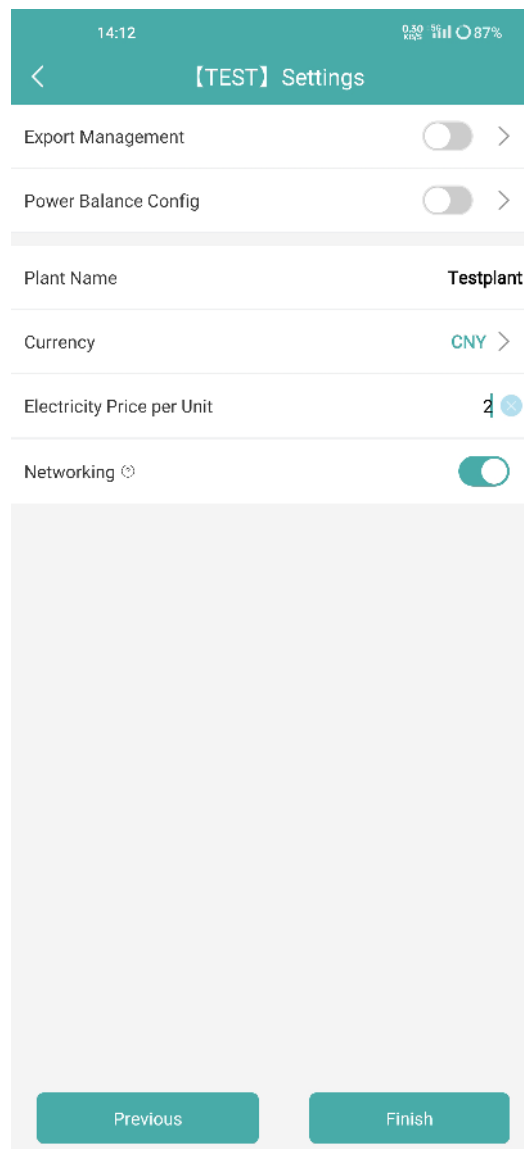 14:12
0.50 KB/S 5G 87%
【TEST】 Settings
Export Management
Power Balance Config
Plant Name Testplant
Currency CNY
Electricity Price per Unit 2
Networking ?
Previous Finish